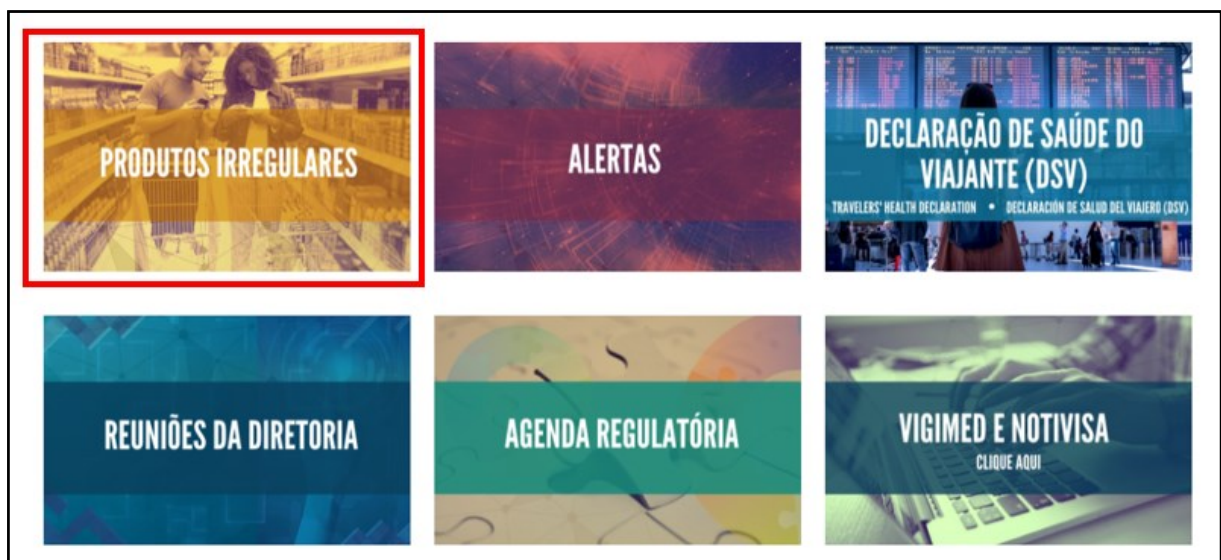 PRODUTOS IRREGULARES
ALERTAS
DECLARAÇÃO DE SAÚDE DO
VIAJANTE (DSV)
TRAVELERS' HEALTH DECLARATION • DECLARACIÓN DE SALUD DEL VIAJERO (DSV)
REUNIÕES DA DIRETORIA
AGENDA REGULATÓRIA
VIGIMED E NOTIVISA
CLIQUE AQUI